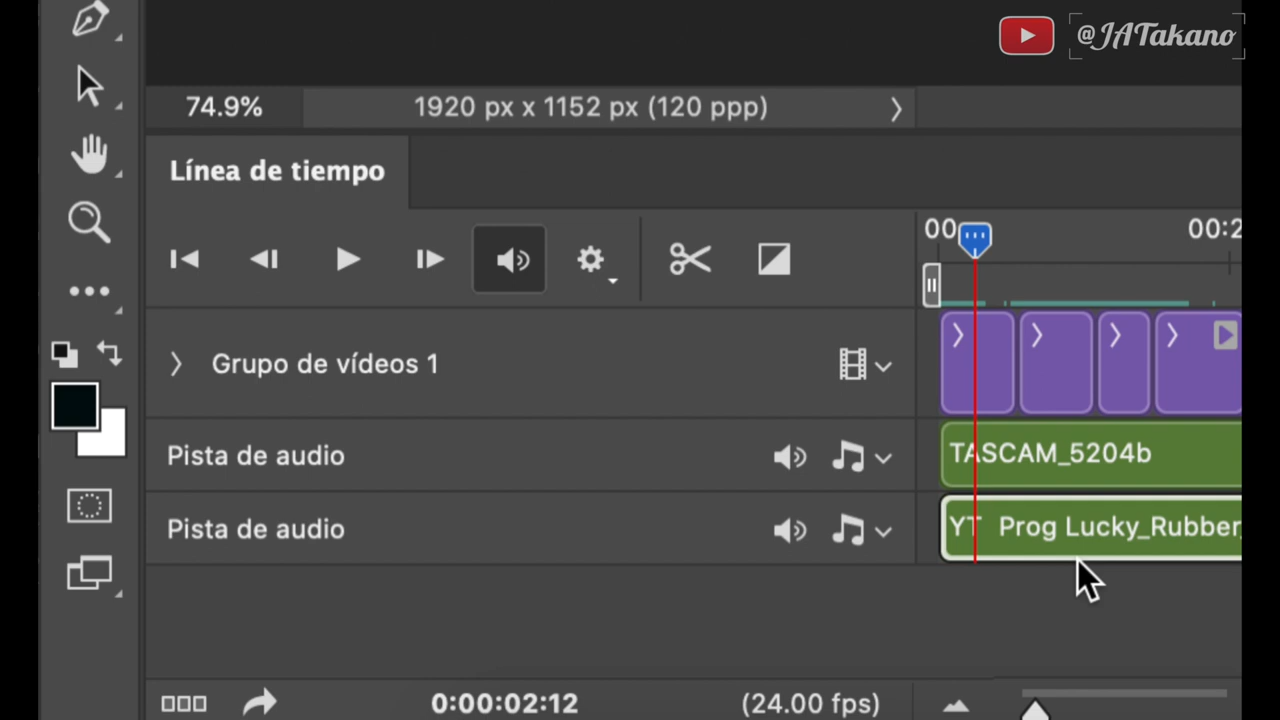 @JATakano
74.9%
1920 px x 1152 px (120 ppp)
Línea de tiempo
00
00:2
Grupo de vídeos 1
Pista de audio
TASCAM_5204b
Pista de audio
YT Prog Lucky_Rubber_
0:00:02:12
(24.00 fps)